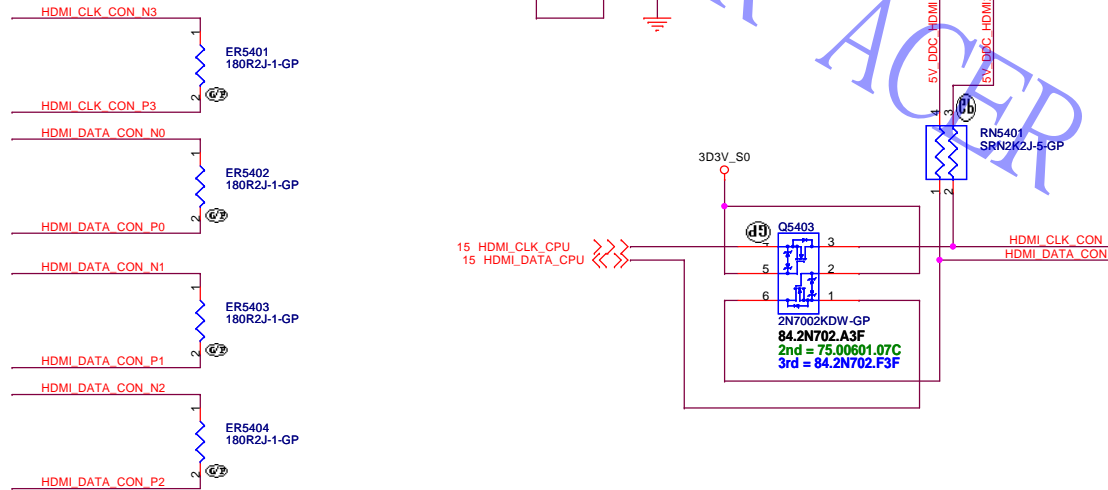 HDMI_CLK_CON_N3
1
ER5401
180R2J-1-GP
2
G/P
HDMI_CLK_CON_P3
HDMI_DATA_CON_N0
1
ER5402
180R2J-1-GP
2
G/P
HDMI_DATA_CON_P0
HDMI_DATA_CON_N1
1
ER5403
180R2J-1-GP
2
G/P
HDMI_DATA_CON_P1
HDMI_DATA_CON_N2
1
ER5404
180R2J-1-GP
2
G/P
HDMI_DATA_CON_P2
ACER
5V_DDC_HDMI
5V_DDC_HDMI
4
3
RN5401
SRN2K2J-5-GP
1
2
3D3V_S0
GP
Q5403
15 HDMI_CLK_CPU
15 HDMI_DATA_CPU
3
5
2
6
1
2N7002KDW-GP
84.2N702.A3F
2nd = 75.00601.07C
3rd = 84.2N702.F3F
HDMI_CLK_CON
HDMI_DATA_CON